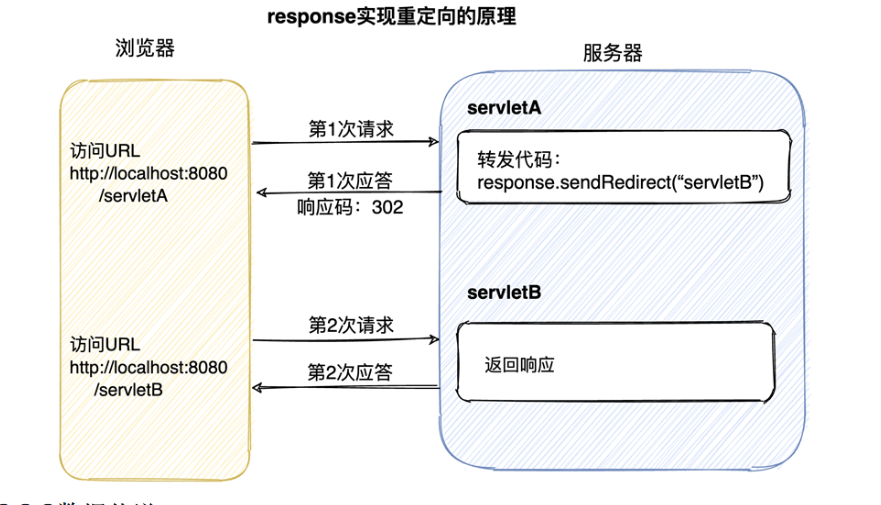 response实现重定向的原理
浏览器
服务器
访问URL
http://localhost:8080
/servletA
第1次请求
第1次应答
响应码：302
servletA
转发代码：
response.sendRedirect(“servletB”)
访问URL
http://localhost:8080
/servletB
第2次请求
第2次应答
servletB
返回响应